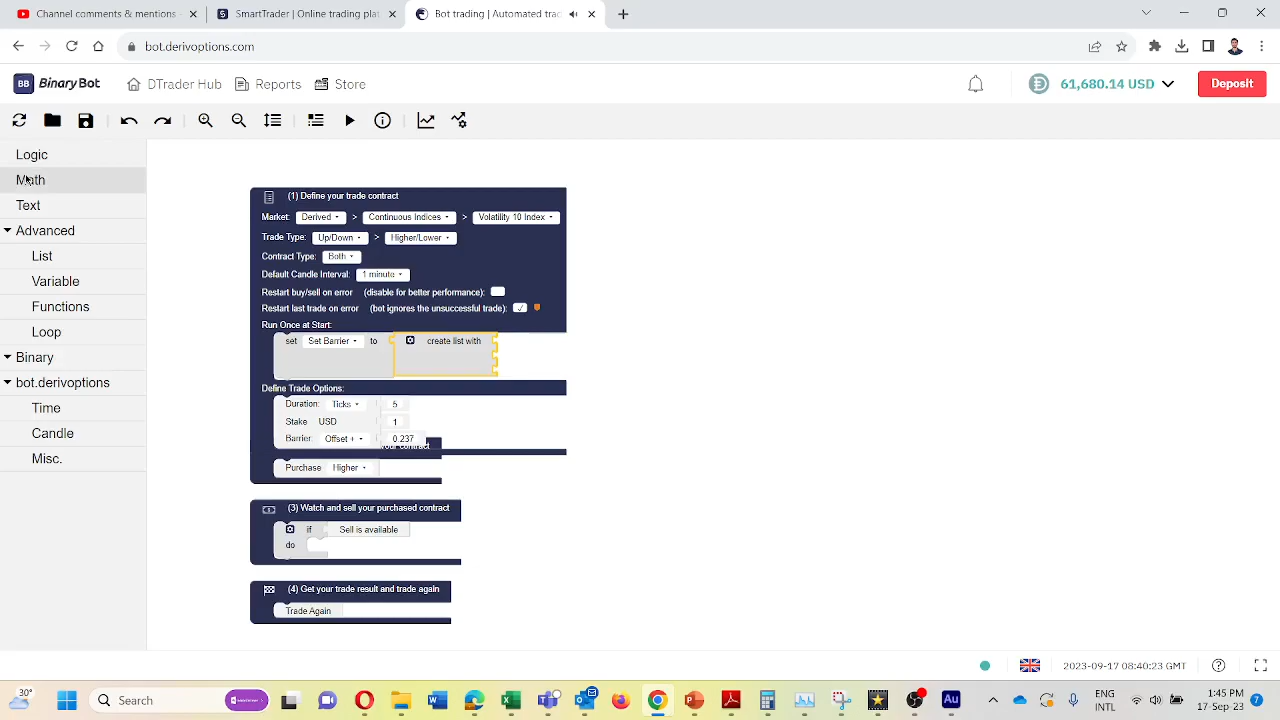 Channel comments & mentions
SmartTrader | Online trading plat
Bot trading | Automated trad
bot.derivoptions.com
BB BinaryBot
DTrader Hub
Reports
Store
61,680.14 USD
Deposit
Logic
Math
Text
Advanced
List
Variable
Functions
Loop
Binary
bot.derivoptions
Time
Candle
Misc.
(1) Define your trade contract
Market: Derived > Continuous Indices > Volatility 10 Index
Trade Type: Up/Down > Higher/Lower
Contract Type: Both
Default Candle Interval: 1 minute
Restart buy/sell on error (disable for better performance):
Restart last trade on error (bot ignores the unsuccessful trade):
Run Once at Start:
set Set Barrier to create list with
Define Trade Options:
Duration: Ticks 5
Stake USD 1
Barrier: Offset + 0.237
your contract
Purchase Higher
(3) Watch and sell your purchased contract
if Sell is available
do
(4) Get your trade result and trade again
Trade Again
2023-09-17 08:40:23 GMT
30°
Search
ENG
INTL
1:45 PM
17-Sep-23
7